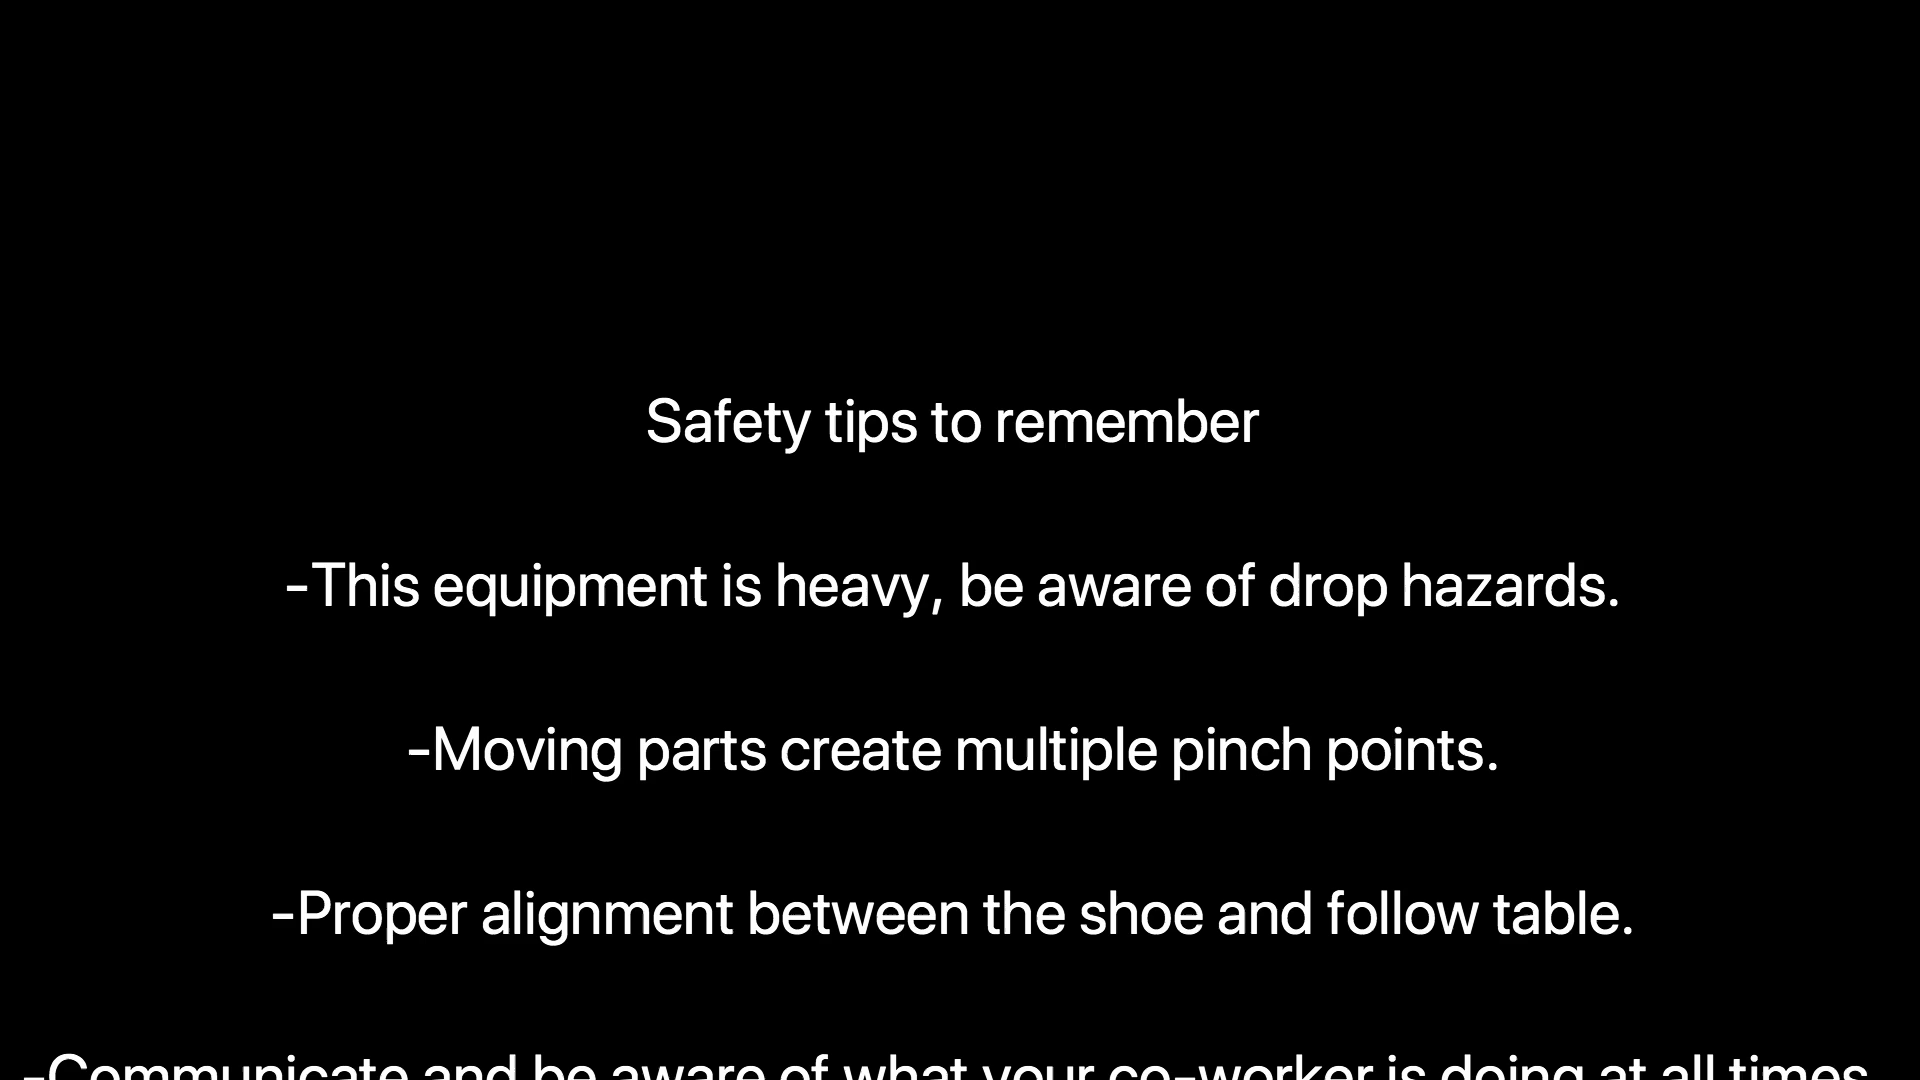 Safety tips to remember
-This equipment is heavy, be aware of drop hazards.
-Moving parts create multiple pinch points.
-Proper alignment between the shoe and follow table.
-Communicate and be aware of what your co-worker is doing at all times